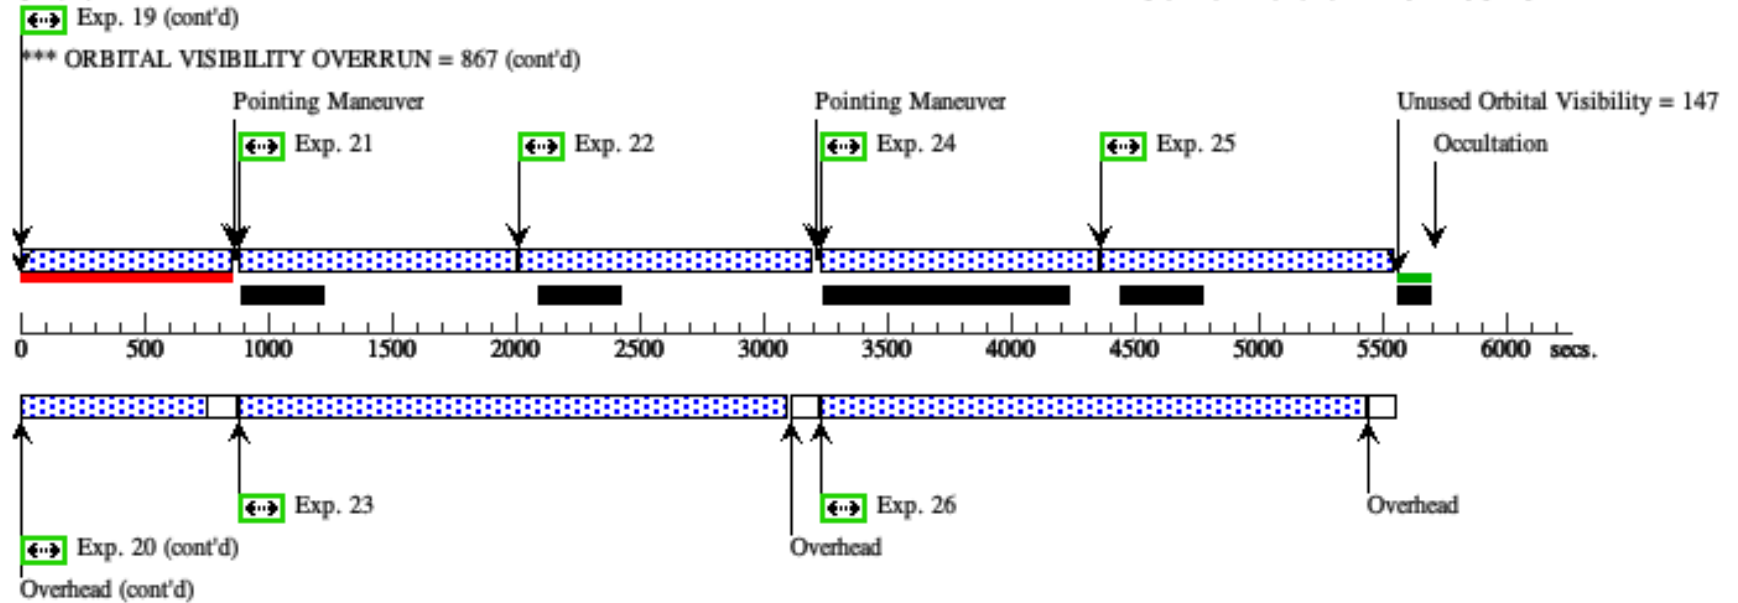 Exp. 19 (cont'd)
*** ORBITAL VISIBILITY OVERRUN = 867 (cont'd)
Pointing Maneuver Pointing Maneuver Unused Orbital Visibility = 147
Exp. 21 Exp. 22 Exp. 24 Exp. 25 Occultation
0 500 1000 1500 2000 2500 3000 3500 4000 4500 5000 5500 6000 secs.
Exp. 23 Exp. 26 Overhead
Exp. 20 (cont'd) Overhead
Overhead (cont'd)